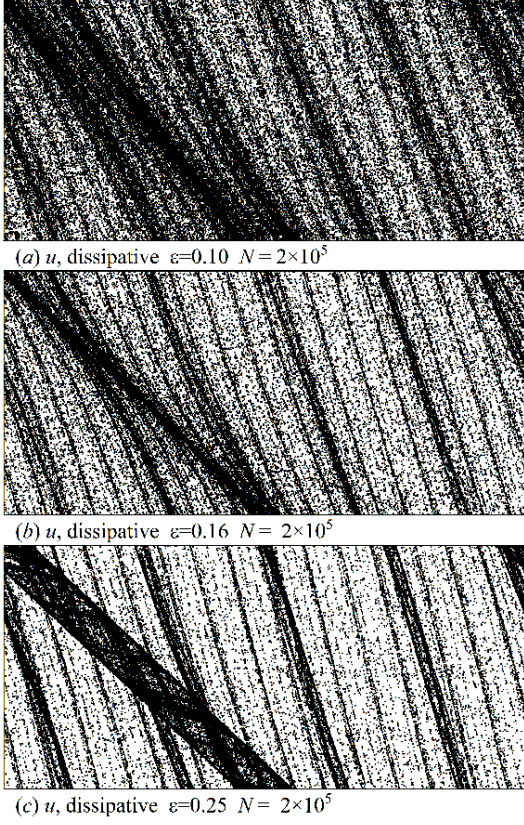 (a) u, dissipative ε=0.10 N = 2×10⁵
(b) u, dissipative ε=0.16 N = 2×10⁵
(c) u, dissipative ε=0.25 N = 2×10⁵